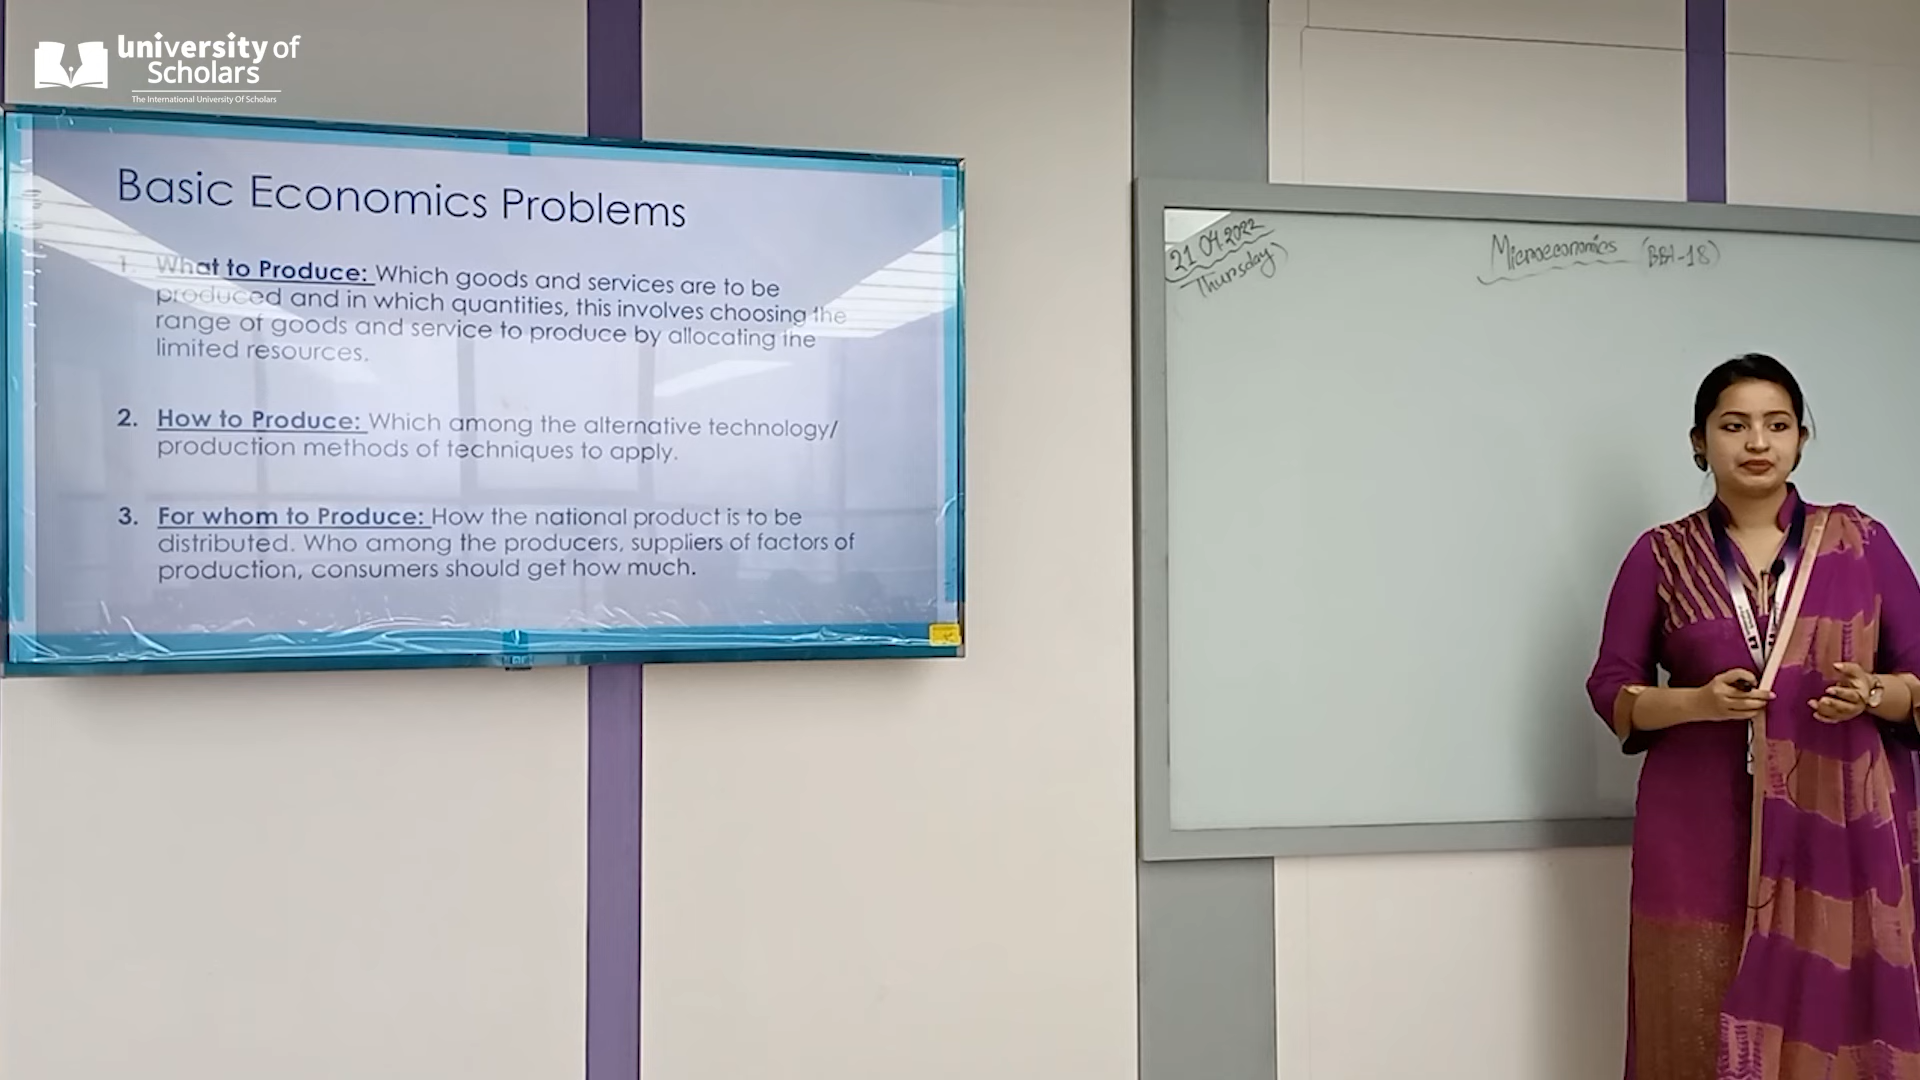 University of
Scholars
The International University Of Scholars
Basic Economics Problems
1. What to Produce: Which goods and services are to be
produced and in which quantities, this involves choosing the
range of goods and service to produce by allocating the
limited resources.
2. How to Produce: Which among the alternative technology/
production methods of techniques to apply.
3. For whom to Produce: How the national product is to be
distributed. Who among the producers, suppliers of factors of
production, consumers should get how much.
21.04.2022
Thursday
Microeconomics (BBA-18)